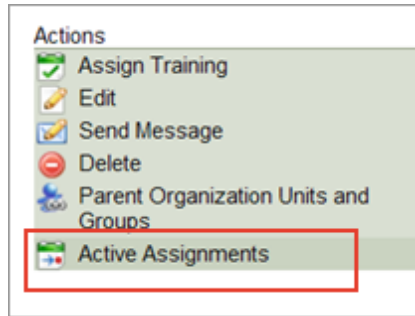 Actions
Assign Training
Edit
Send Message
Delete
Parent Organization Units and
Groups
Active Assignments